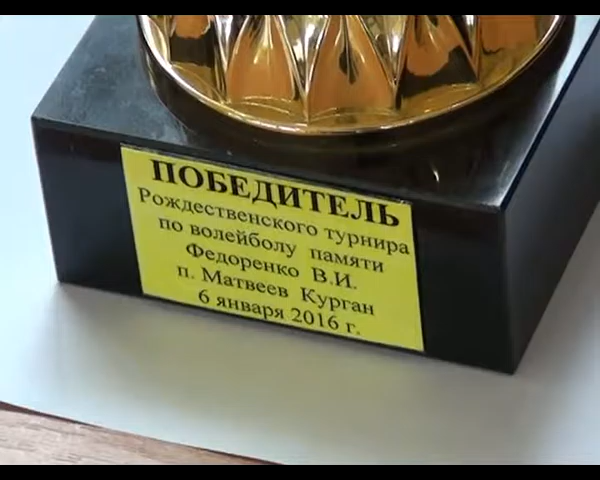 ПОБЕДИТЕЛЬ
Рождественского турнира
по волейболу памяти
Федоренко В.И.
п. Матвеев Курган
6 января 2016 г.